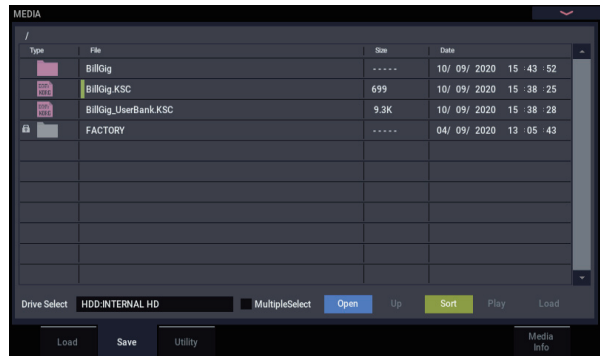 MEDIA
/
Type File Size Date
BillGig ----- 10/ 09/ 2020 15 :43 :52
BillGig.KSC 699 10/ 09/ 2020 15 :38 :25
BillGig_UserBank.KSC 9.3K 10/ 09/ 2020 15 :38 :28
FACTORY ----- 04/ 09/ 2020 13 :05 :43
Drive Select HDD:INTERNAL HD MultipleSelect Open Up Sort Play Load
Load Save Utility Media
Info